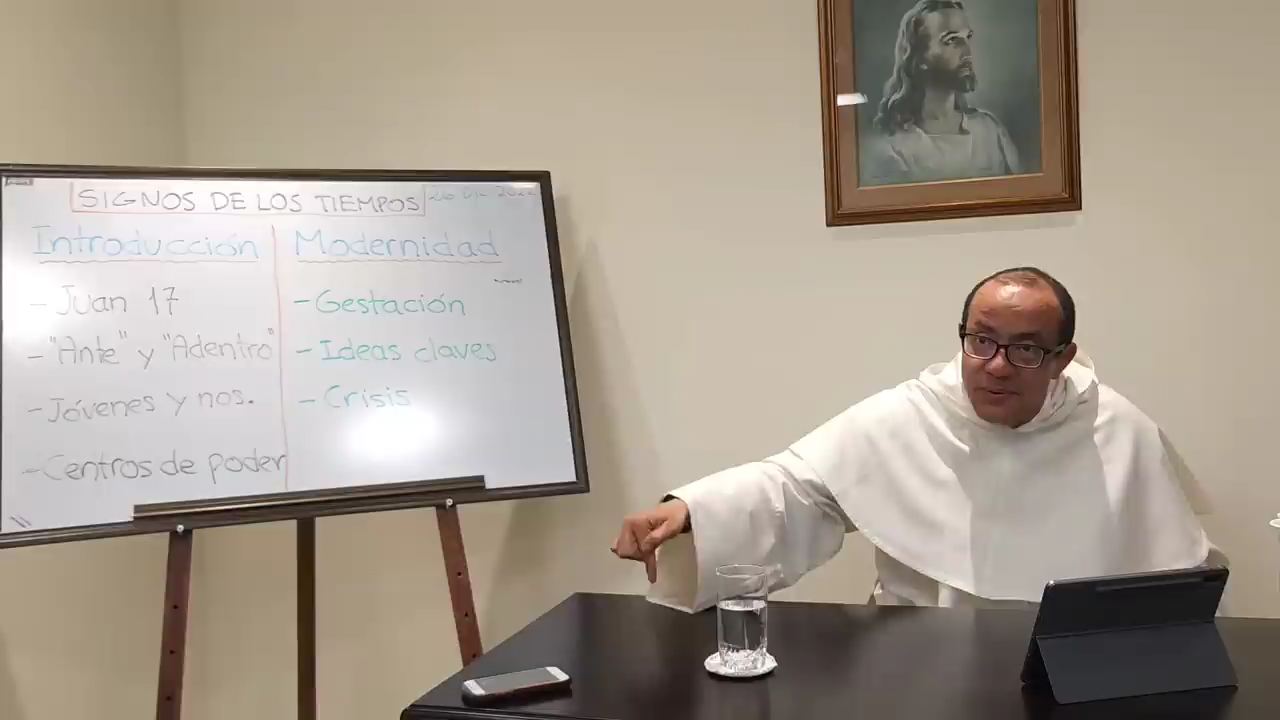 SIGNOS DE LOS TIEMPOS
Introducción
- Juan 17
- "Ante" y "Adentro"
- Jóvenes y nos.
- Centros de poder
Modernidad
- Gestación
- Ideas claves
- Crisis